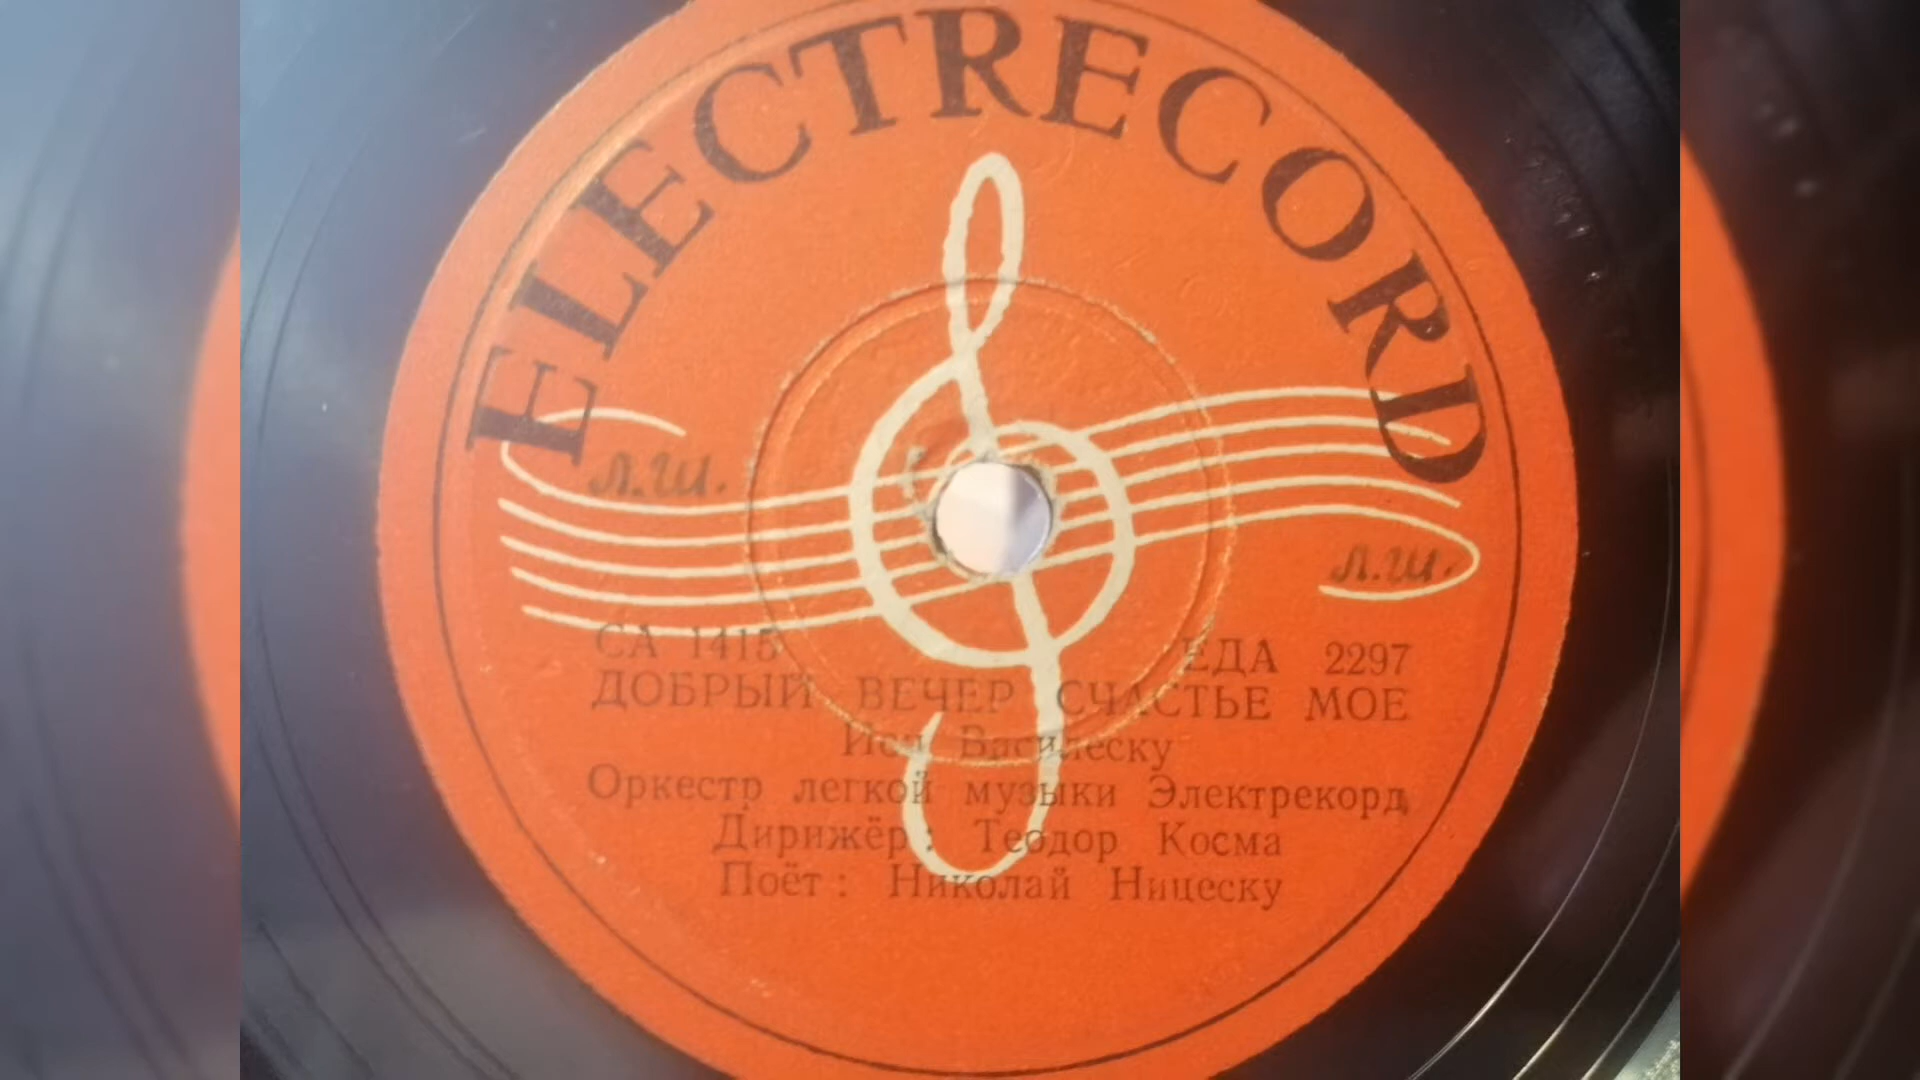 ELECTRECORD
Л.Ш.
Л.Ш.
СА 1415 ЕДА 2297
ДОБРЫЙ ВЕЧЕР СЧАСТЬЕ МОЕ
Василеску
Оркестр легкой музыки Электрекорд
Дирижёр: Теодор Косма
Поёт: Николай Ницеску